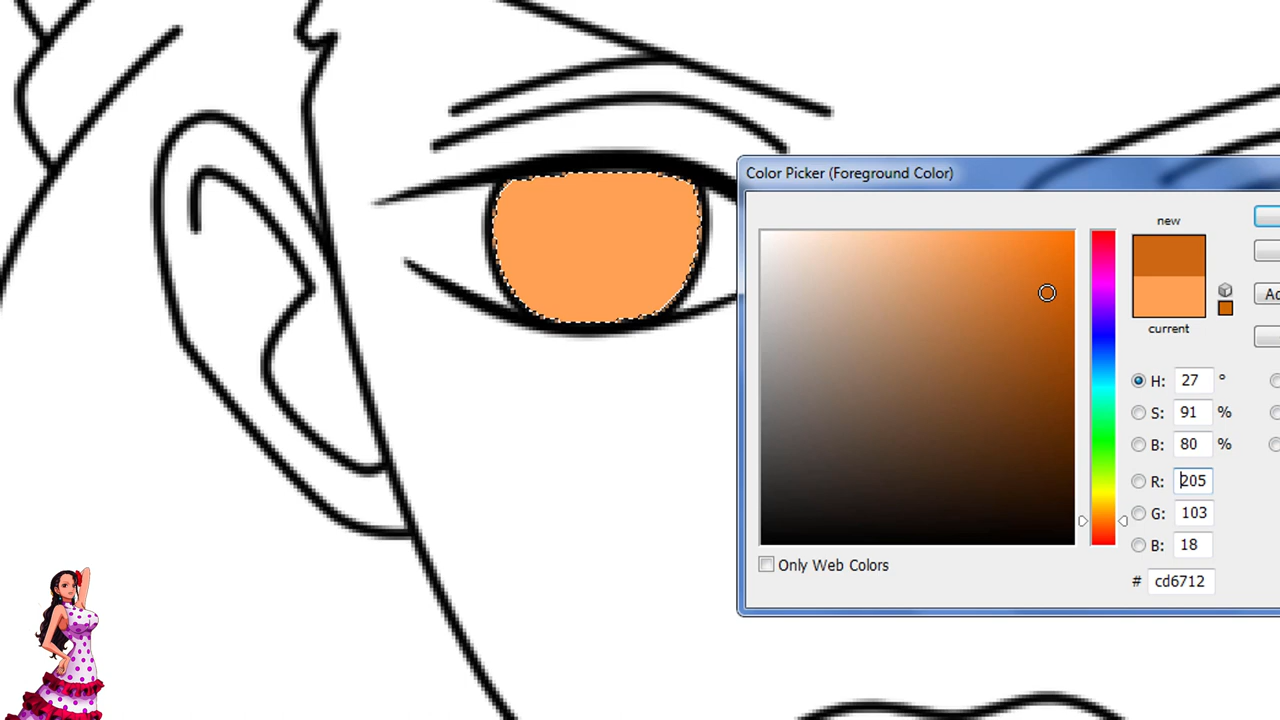 Color Picker (Foreground Color)
new
current
H: 27 °
S: 91 %
B: 80 %
R: 205
G: 103
B: 18
# cd6712
Only Web Colors